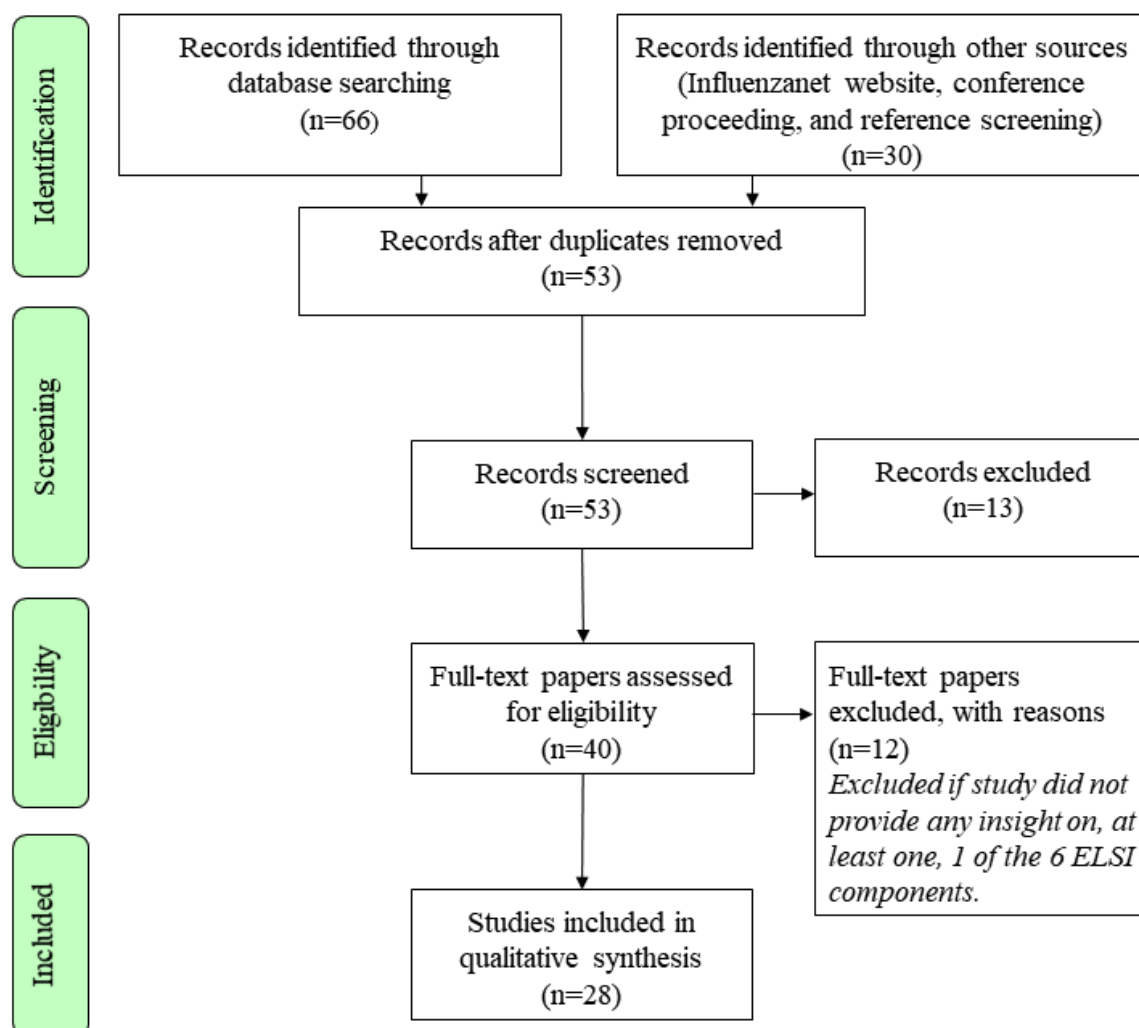 Identification
Records identified through
database searching
(n=66)
Records identified through other sources
(Influenzanet website, conference
proceeding, and reference screening)
(n=30)
Records after duplicates removed
(n=53)
Screening
Records screened
(n=53)
Records excluded
(n=13)
Eligibility
Full-text papers assessed
for eligibility
(n=40)
Full-text papers
excluded, with reasons
(n=12)
Excluded if study did not
provide any insight on, at
least one, 1 of the 6 ELSI
components.
Included
Studies included in
qualitative synthesis
(n=28)